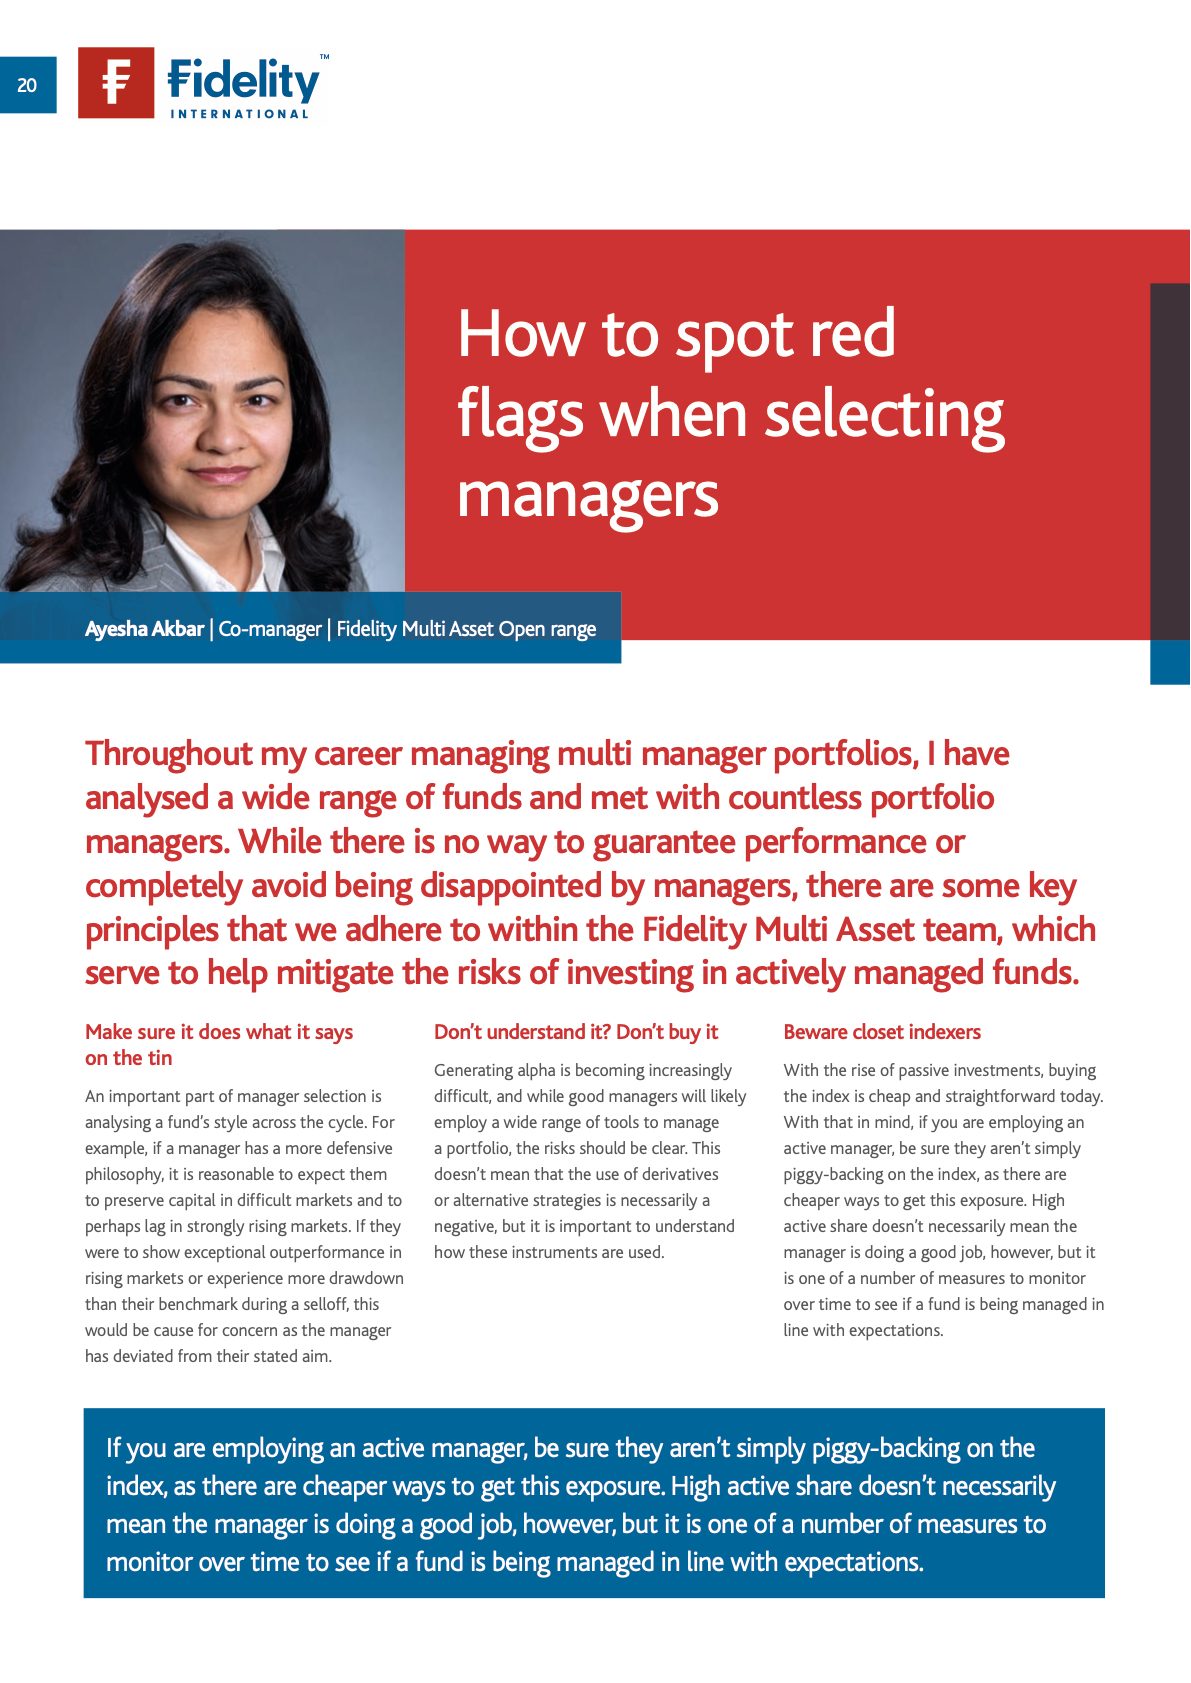 20
Fidelity™
INTERNATIONAL
How to spot red
flags when selecting
managers
Ayesha Akbar | Co-manager | Fidelity Multi Asset Open range
Throughout my career managing multi manager portfolios, I have
analysed a wide range of funds and met with countless portfolio
managers. While there is no way to guarantee performance or
completely avoid being disappointed by managers, there are some key
principles that we adhere to within the Fidelity Multi Asset team, which
serve to help mitigate the risks of investing in actively managed funds.
Make sure it does what it says
on the tin
An important part of manager selection is
analysing a fund’s style across the cycle. For
example, if a manager has a more defensive
philosophy, it is reasonable to expect them
to preserve capital in difficult markets and to
perhaps lag in strongly rising markets. If they
were to show exceptional outperformance in
rising markets or experience more drawdown
than their benchmark during a selloff, this
would be cause for concern as the manager
has deviated from their stated aim.
Don’t understand it? Don’t buy it
Generating alpha is becoming increasingly
difficult, and while good managers will likely
employ a wide range of tools to manage
a portfolio, the risks should be clear. This
doesn’t mean that the use of derivatives
or alternative strategies is necessarily a
negative, but it is important to understand
how these instruments are used.
Beware closet indexers
With the rise of passive investments, buying
the index is cheap and straightforward today.
With that in mind, if you are employing an
active manager, be sure they aren’t simply
piggy-backing on the index, as there are
cheaper ways to get this exposure. High
active share doesn’t necessarily mean the
manager is doing a good job, however, but it
is one of a number of measures to monitor
over time to see if a fund is being managed in
line with expectations.
If you are employing an active manager, be sure they aren’t simply piggy-backing on the
index, as there are cheaper ways to get this exposure. High active share doesn’t necessarily
mean the manager is doing a good job, however, but it is one of a number of measures to
monitor over time to see if a fund is being managed in line with expectations.